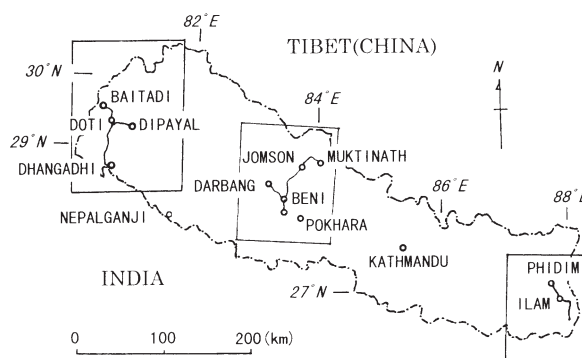 82°E
TIBET(CHINA)
30°N
N
BAITADI
84°E
DOTI
DIPAYAL
29°N
JOMSON
MUKTINATH
DHANGADHI
DARBANG
86°E
88°E
BENI
NEPALGANJI
POKHARA
KATHMANDU
PHIDIM
INDIA
27°N
ILAM
0 100 200 (km)